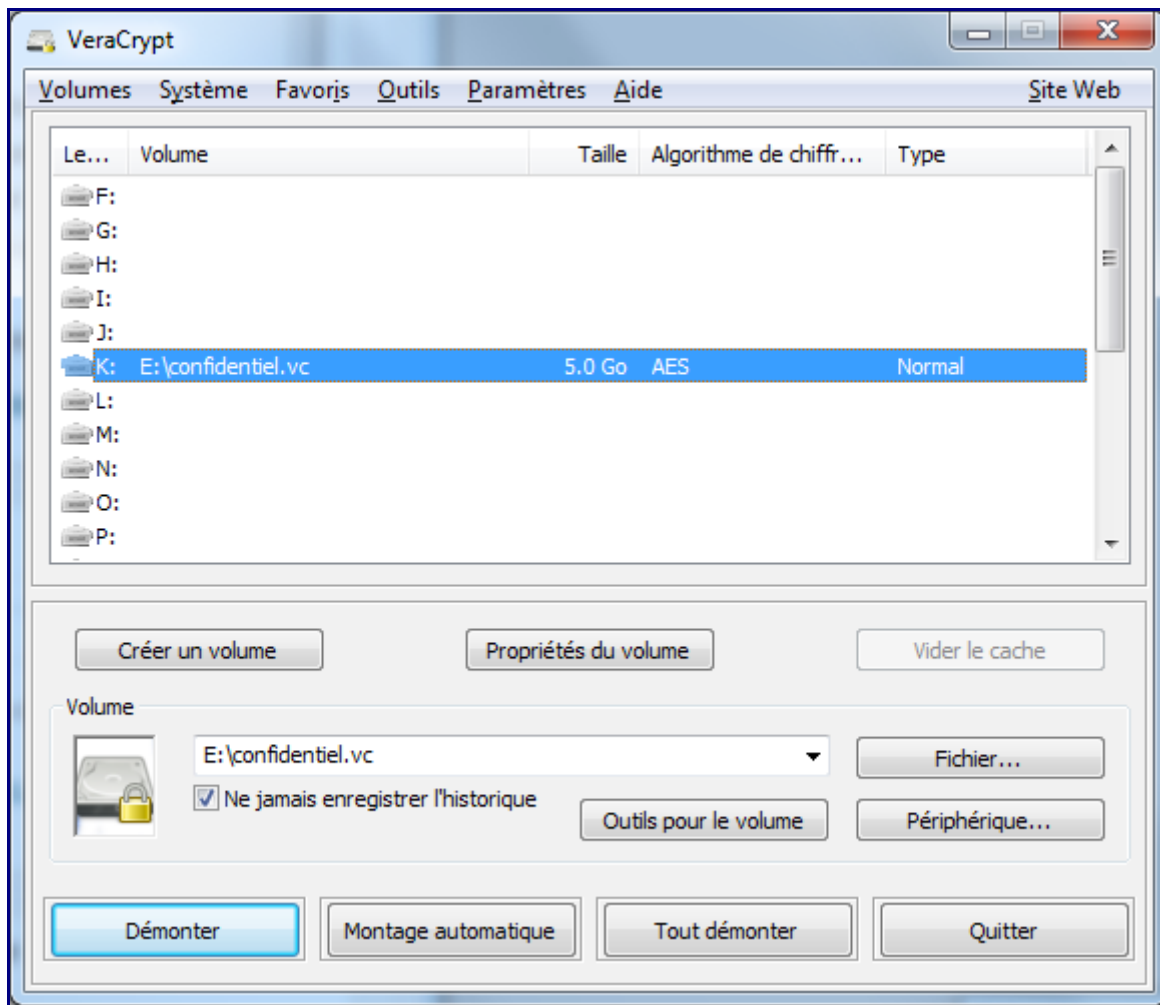 VeraCrypt
Volumes Système Favoris Outils Paramètres Aide Site Web
Le... Volume Taille Algorithme de chiffr... Type
F:
G:
H:
I:
J:
K: E:\confidentiel.vc 5.0 Go AES Normal
L:
M:
N:
O:
P:
Créer un volume Propriétés du volume Vider le cache
Volume
E:\confidentiel.vc Fichier...
Ne jamais enregistrer l'historique
Outils pour le volume Périphérique...
Démonter Montage automatique Tout démonter Quitter